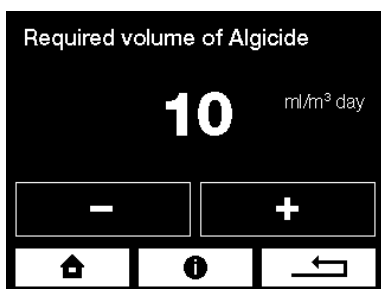 Required volume of Algicide
10 ml/m³ day
− +
i